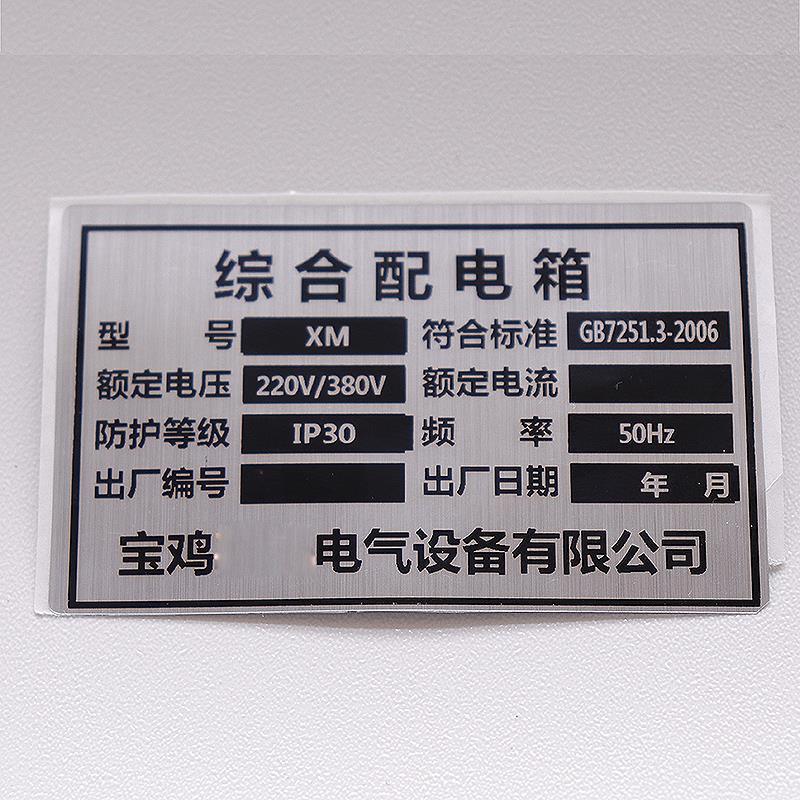 综合配电箱
型号 XM 符合标准 GB7251.3-2006
额定电压 220V/380V 额定电流
防护等级 IP30 频率 50Hz
出厂编号 出厂日期 年 月
宝鸡 电气设备有限公司